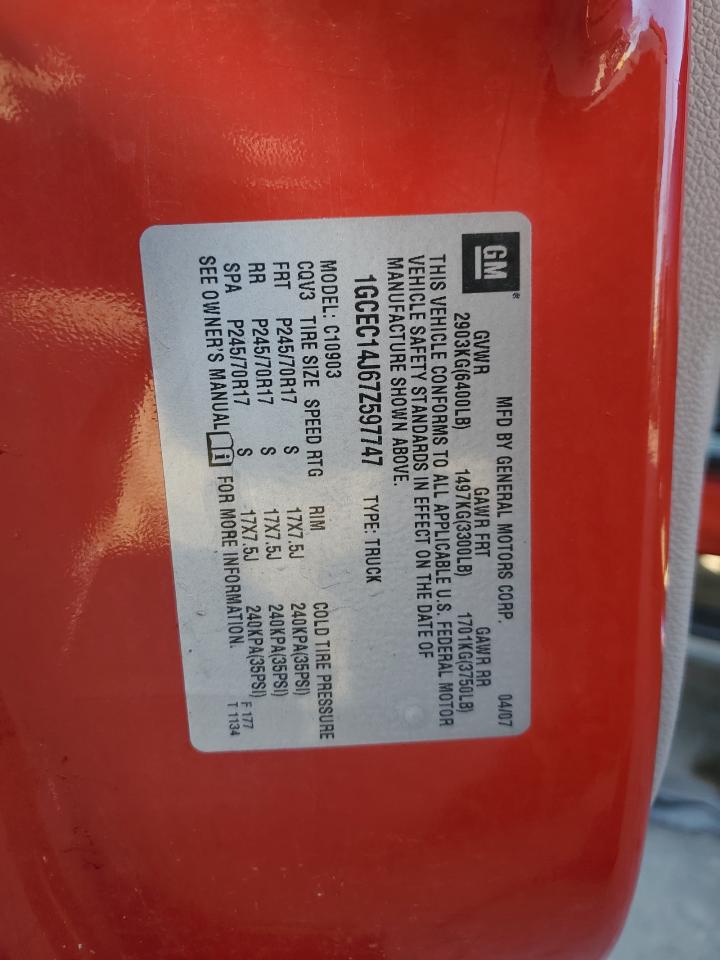 GM
MFD BY GENERAL MOTORS CORP. 04/07
GVWR GAWR FRT GAWR RR
2903KG(6400LB) 1497KG(3300LB) 1701KG(3750LB)
THIS VEHICLE CONFORMS TO ALL APPLICABLE U.S. FEDERAL MOTOR
VEHICLE SAFETY STANDARDS IN EFFECT ON THE DATE OF
MANUFACTURE SHOWN ABOVE.
1GCEC14J67Z597747 TYPE: TRUCK
MODEL: C10903
CQV3 TIRE SIZE SPEED RTG RIM COLD TIRE PRESSURE
FRT P245/70R17 S 17X7.5J 240KPA(35PSI)
RR P245/70R17 S 17X7.5J 240KPA(35PSI)
SPA P245/70R17 S 17X7.5J 240KPA(35PSI)
SEE OWNER'S MANUAL FOR MORE INFORMATION.
F 177
T 1134